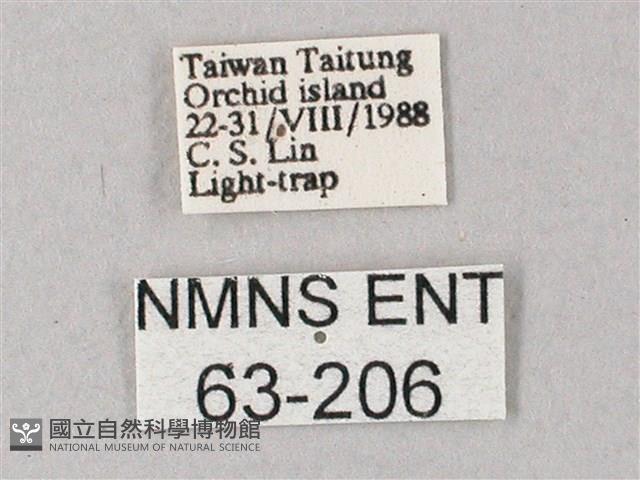 Taiwan Taitung
Orchid island
22-31/VIII/1988
C. S. Lin
Light-trap
NMNS ENT
63-206
國立自然科學博物館
NATIONAL MUSEUM OF NATURAL SCIENCE